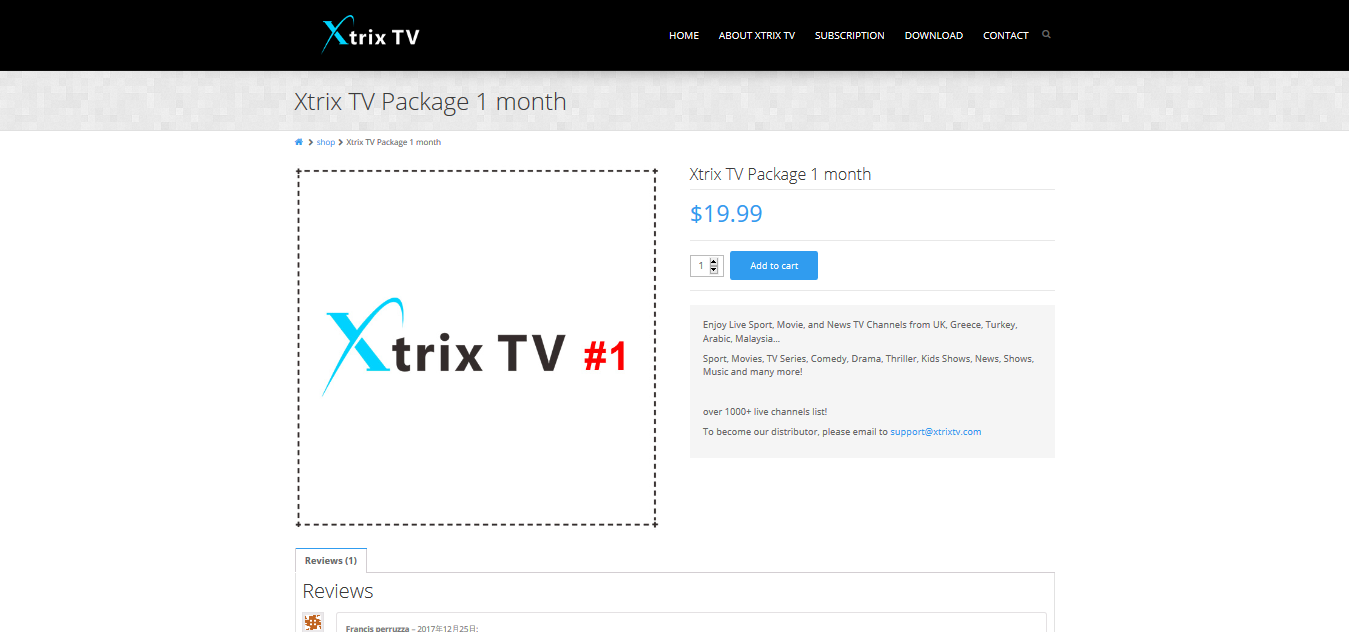 Xtrix TV
HOME ABOUT XTRIX TV SUBSCRIPTION DOWNLOAD CONTACT
Xtrix TV Package 1 month
shop Xtrix TV Package 1 month
Xtrix TV #1
Xtrix TV Package 1 month
$19.99
1 Add to cart
Enjoy Live Sport, Movie, and News TV Channels from UK, Greece, Turkey,
Arabic, Malaysia...
Sport, Movies, TV Series, Comedy, Drama, Thriller, Kids Shows, News, Shows,
Music and many more!
over 1000+ live channels list!
To become our distributor, please email to support@xtrixtv.com
Reviews (1)
Reviews
Francis perruzza – 2017年12月25日: